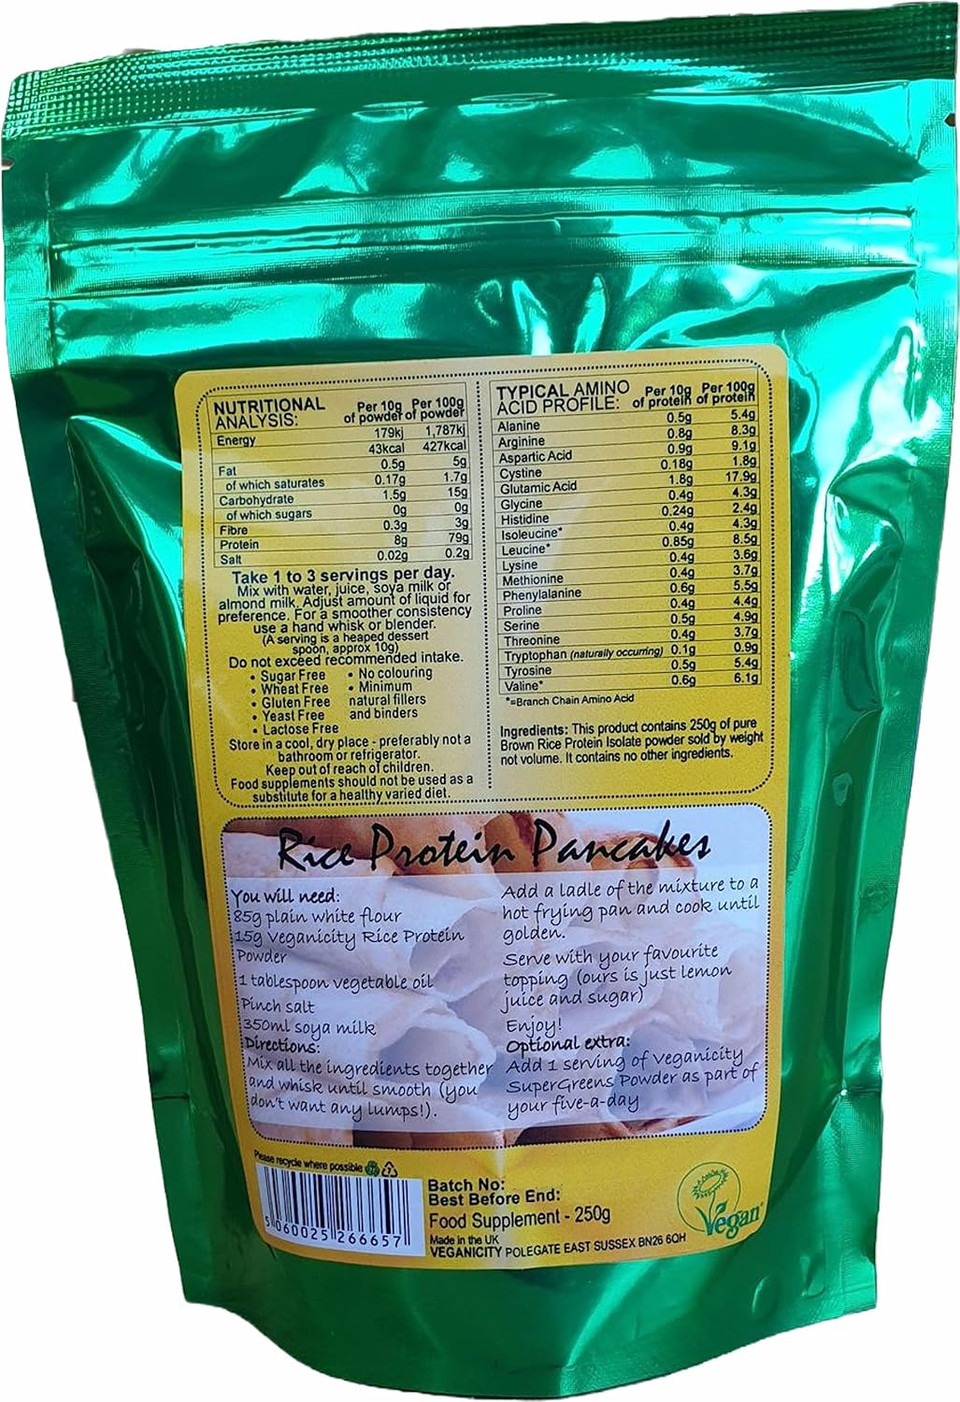 NUTRITIONAL
ANALYSIS:
Per 10g of powder
Per 100g of powder
Energy 179kj 1,787kj
43kcal 427kcal
Fat 0.5g 5g
of which saturates 0.17g 1.7g
Carbohydrate 1.5g 15g
of which sugars 0g 0g
Fibre 0.3g 3g
Protein 8g 79g
Salt 0.02g 0.2g
Take 1 to 3 servings per day.
Mix with water, juice, soya milk or
almond milk. Adjust amount of liquid for
preference. For a smoother consistency
use a hand whisk or blender.
(A serving is a heaped dessert
spoon, approx 10g)
Do not exceed recommended intake.
• Sugar Free
• Wheat Free
• Gluten Free
• Yeast Free
• Lactose Free
• No colouring
• Minimum
natural fillers
and binders
Store in a cool, dry place - preferably not a
bathroom or refrigerator.
Keep out of reach of children.
Food supplements should not be used as a
substitute for a healthy varied diet.
TYPICAL AMINO
ACID PROFILE:
Per 10g of protein
Per 100g of protein
Alanine 0.5g 5.4g
Arginine 0.8g 8.3g
Aspartic Acid 0.9g 9.1g
Cystine 0.18g 1.8g
Glutamic Acid 1.8g 17.9g
Glycine 0.4g 4.3g
Histidine 0.24g 2.4g
Isoleucine* 0.4g 4.3g
Leucine* 0.85g 8.5g
Lysine 0.4g 3.6g
Methionine 0.4g 3.7g
Phenylalanine 0.6g 5.5g
Proline 0.4g 4.4g
Serine 0.5g 4.9g
Threonine 0.4g 3.7g
Tryptophan (naturally occurring) 0.1g 0.9g
Tyrosine 0.5g 5.4g
Valine* 0.6g 6.1g
*=Branch Chain Amino Acid
Ingredients: This product contains 250g of pure
Brown Rice Protein Isolate powder sold by weight
not volume. It contains no other ingredients.
Rice Protein Pancakes
You will need:
85g plain white flour
15g Veganicity Rice Protein
Powder
1 tablespoon vegetable oil
Pinch salt
350ml soya milk
Directions:
Mix all the ingredients together
and whisk until smooth (you
don't want any lumps!).
Add a ladle of the mixture to a
hot frying pan and cook until
golden.
Serve with your favourite
topping (ours is just lemon
juice and sugar)
Enjoy!
Optional extra:
Add 1 serving of Veganicity
SuperGreens Powder as part of
your five-a-day
Please recycle where possible
5 060025 266657
Batch No:
Best Before End:
Food Supplement - 250g
Made in the UK
VEGANICITY POLEGATE EAST SUSSEX BN26 6QH
Vegan